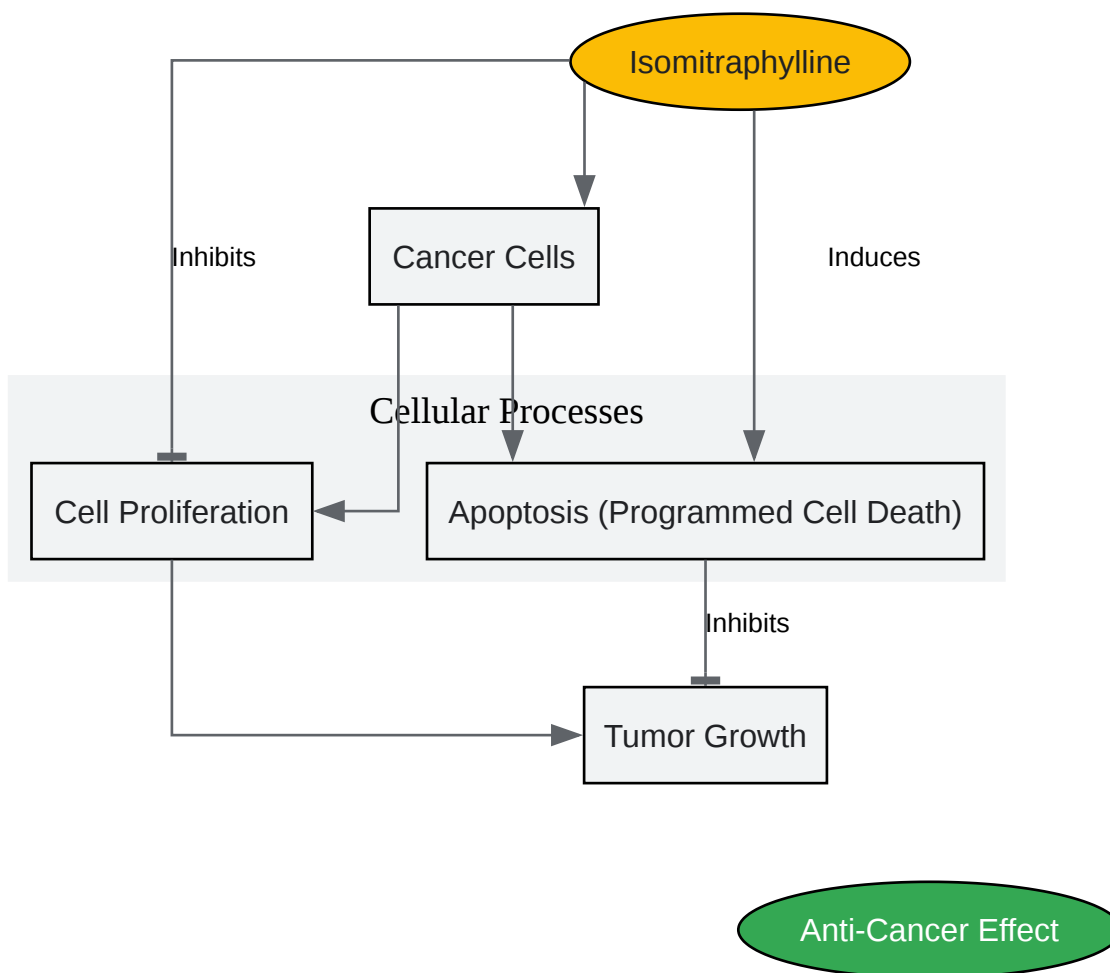 Isomitraphylline
Cancer Cells
Inhibits
Induces
Cellular Processes
Cell Proliferation
Apoptosis (Programmed Cell Death)
Inhibits
Tumor Growth
Anti-Cancer Effect